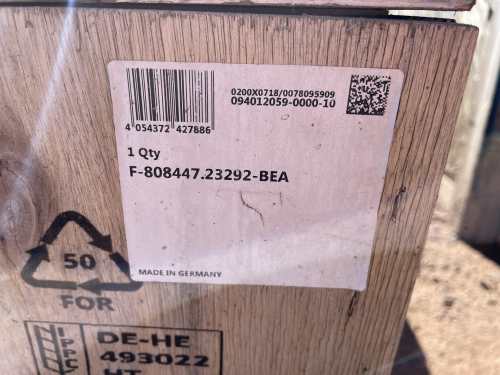 0200X0718/0078095909
094012059-0000-10
4 054372 427886
1 Qty
F-808447.23292-BEA
MADE IN GERMANY
50
FOR
IPPC
DE-HE
493022
HT